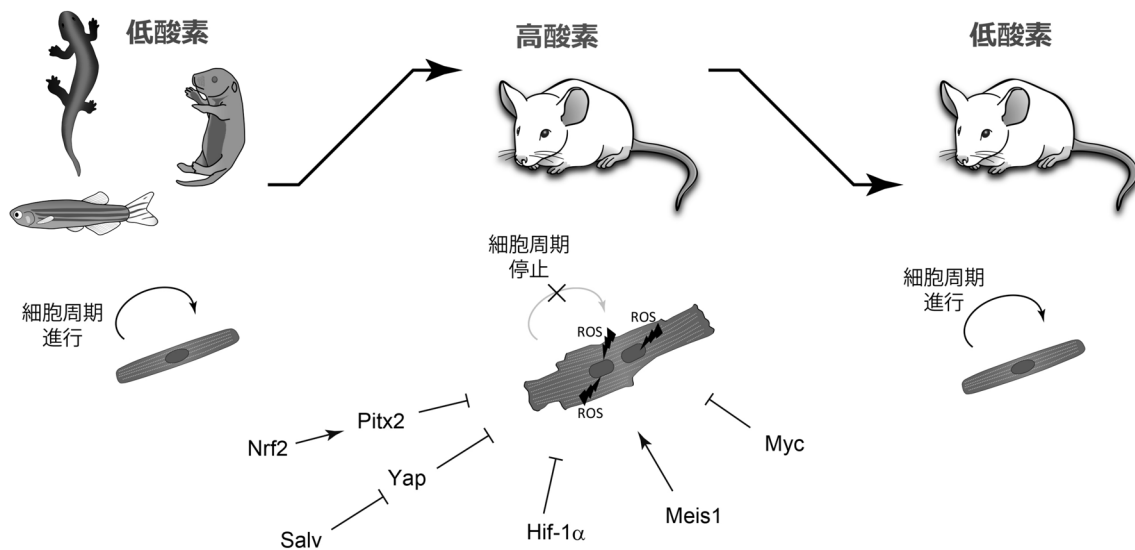 低酸素
高酸素
低酸素
細胞周期
進行
細胞周期
停止
ROS
ROS
ROS
細胞周期
進行
Nrf2
Pitx2
Salv
Yap
Hif-1α
Meis1
Myc